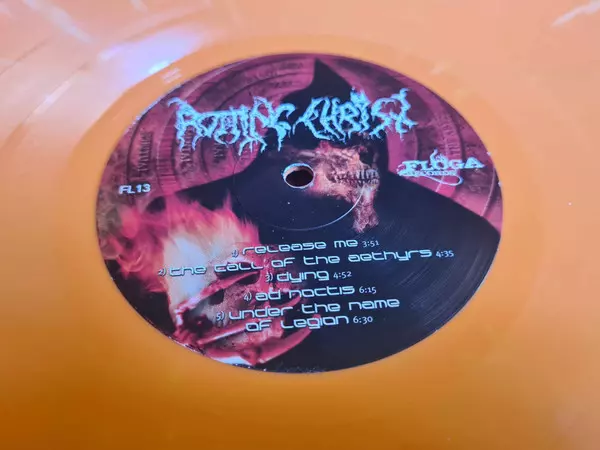 ROTTING CHRIST
FL13
FLOGA
RECORDS
1) Release me 3:51
2) the call of the aethyrs 4:35
3) Dying 4:52
4) Ad Noctis 6:15
5) Under the name
of Legion 6:30